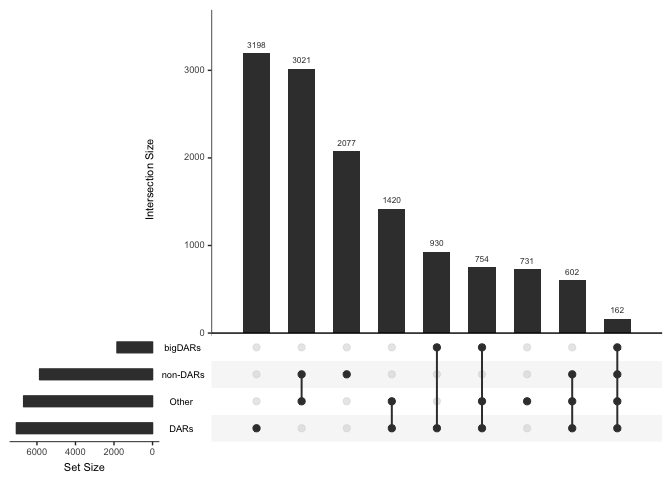 3198
3021
3000
2077
2000
Intersection Size
1420
1000
930
754
731
602
162
0
bigDARs
non-DARs
Other
DARs
6000 4000 2000 0
Set Size